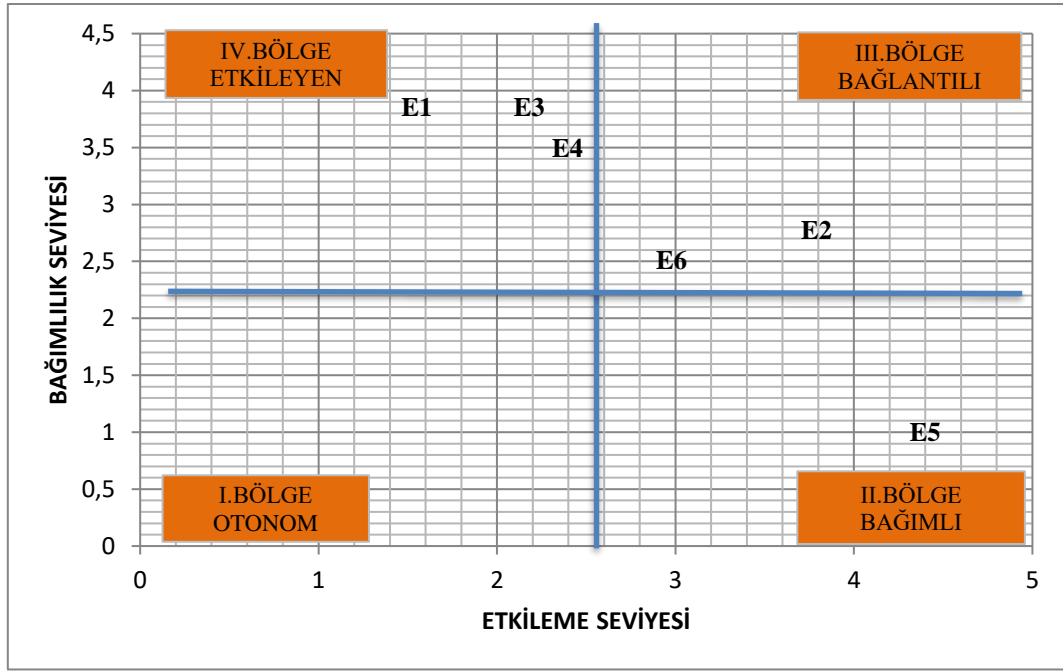 4,5
4
3,5
3
2,5
2
1,5
1
0,5
0
BAĞIMLILIK SEVİYESİ
IV.BÖLGE
ETKİLEYEN
III.BÖLGE
BAĞLANTILI
E1
E3
E4
E2
E6
E5
I.BÖLGE
OTONOM
II.BÖLGE
BAĞIMLI
0
1
2
3
4
5
ETKİLEME SEVİYESİ